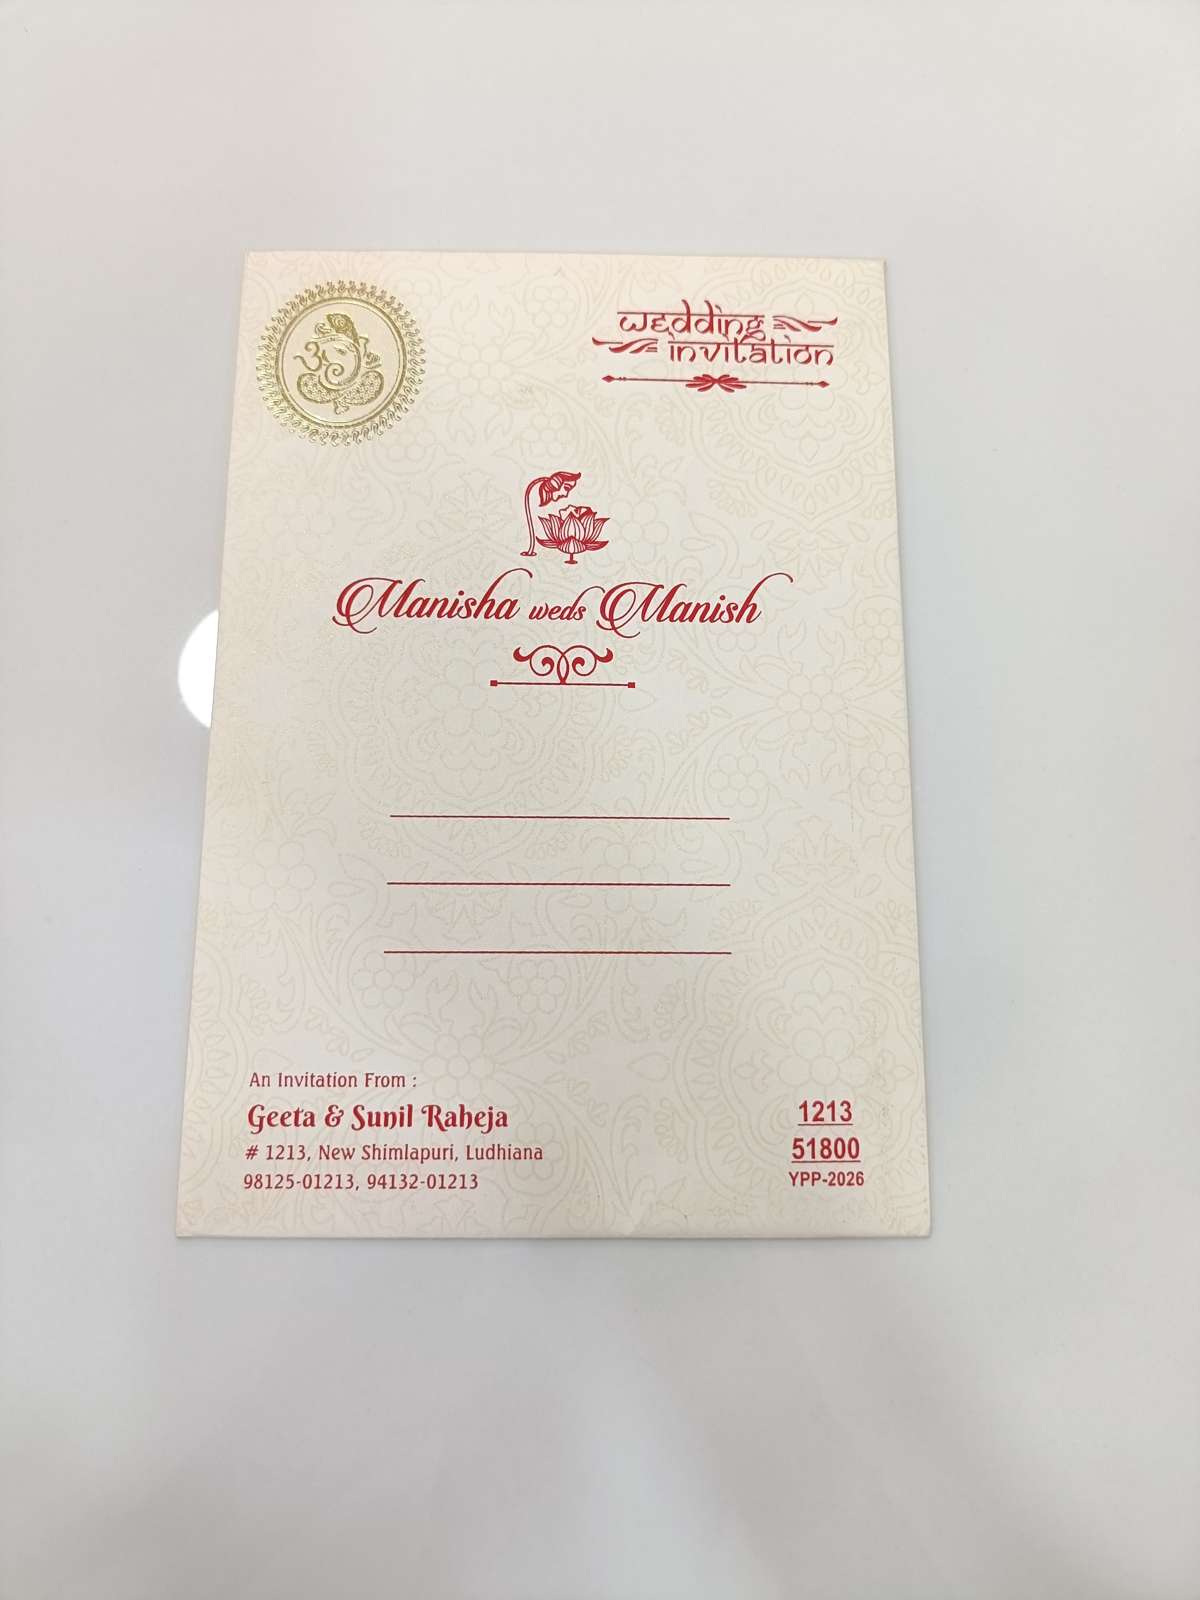 ॐ
wedding
invitation
Manisha weds Manish
An Invitation From :
Geeta & Sunil Raheja
# 1213, New Shimlapuri, Ludhiana
98125-01213, 94132-01213
1213
51800
YPP-2026